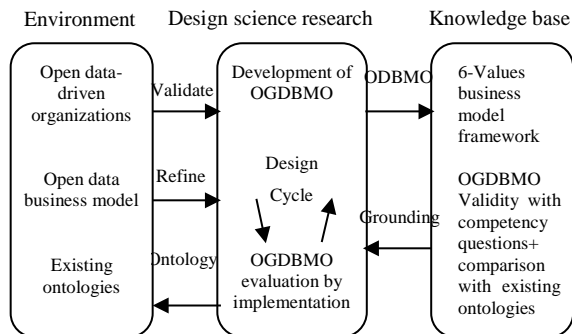 Environment
Design science research
Knowledge base
Open data-
driven
organizations
Open data
business model
Existing
ontologies
Validate
Refine
Ontology
Development of
OGDBMO
Design
Cycle
OGDBMO
evaluation by
implementation
ODBMO
Grounding
6-Values
business
model
framework
OGDBMO
Validity with
competency
questions+
comparison
with existing
ontologies